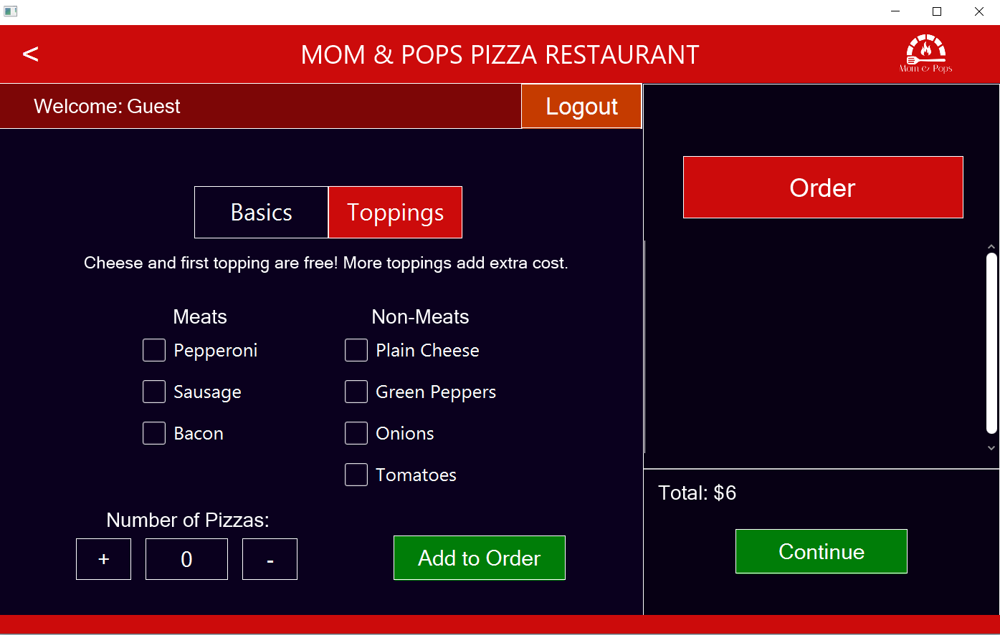 <
MOM & POPS PIZZA RESTAURANT
Mom & Pops
Welcome: Guest
Logout
Basics
Toppings
Cheese and first topping are free! More toppings add extra cost.
Meats
Pepperoni
Sausage
Bacon
Non-Meats
Plain Cheese
Green Peppers
Onions
Tomatoes
Number of Pizzas:
+
0
-
Add to Order
Order
Total: $6
Continue